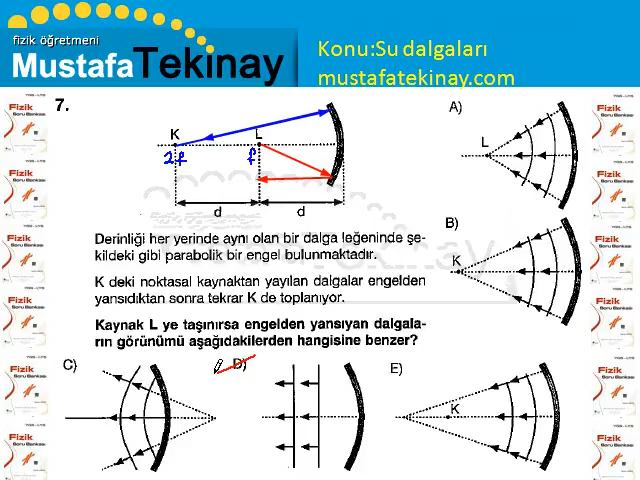 fizik öğretmeni
MustafaTekinay
Konu:Su dalgaları
mustafatekinay.com
7.
K
L
2f
f
d
d
Derinliği her yerinde aynı olan bir dalga leğeninde şe-
kildeki gibi parabolik bir engel bulunmaktadır.
K deki noktasal kaynaktan yayılan dalgalar engelden
yansıdıktan sonra tekrar K de toplanıyor.
Kaynak L ye taşınırsa engelden yansıyan dalgala-
rın görünümü aşağıdakilerden hangisine benzer?
A)
L
B)
K
C)
D)
E)
K
Fizik
Soru Bankası